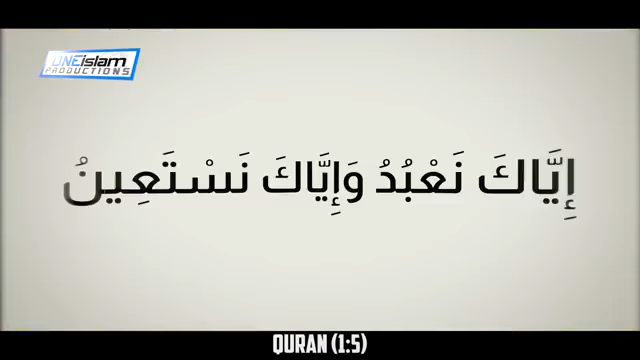 ONEislam
PRODUCTIONS
إِيَّاكَ نَعْبُدُ وَإِيَّاكَ نَسْتَعِينُ
QURAN (1:5)